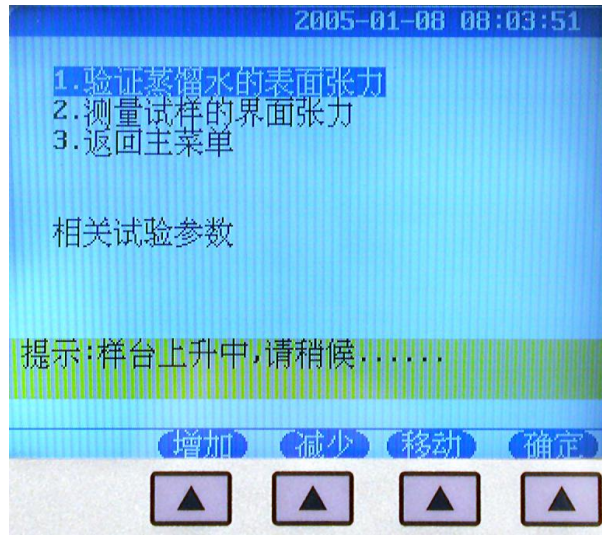 2005-01-08 08:03:51
1.验证蒸馏水的表面张力
2.测量试样的界面张力
3.返回主菜单
相关试验参数
提示:样台上升中,请稍候......
增加 减少 移动 确定